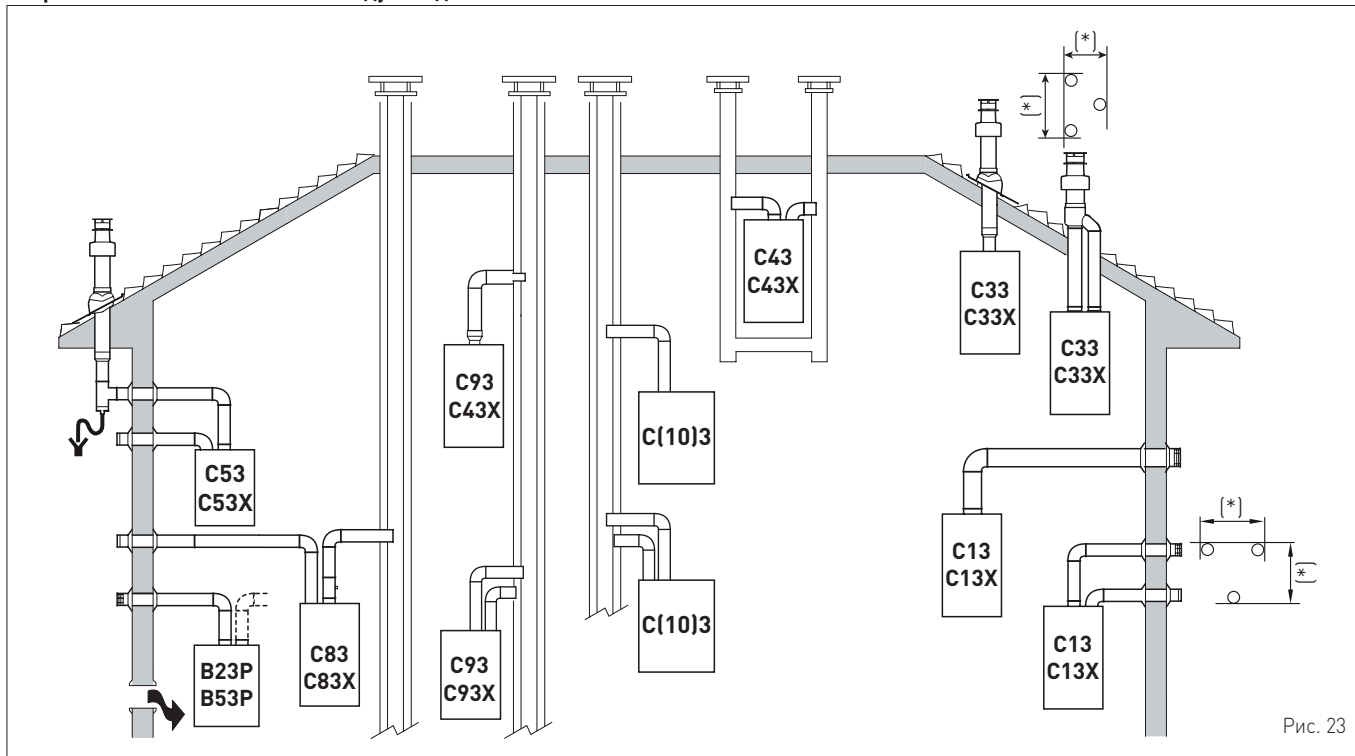 (*)
(*)
C43
C43X
C33
C33X
C33
C33X
C93
C43X
C(10)3
C53
C53X
(*)
(*)
C13
C13X
C(10)3
C83
C83X
C93
C93X
C13
C13X
B23P
B53P
Рис. 23